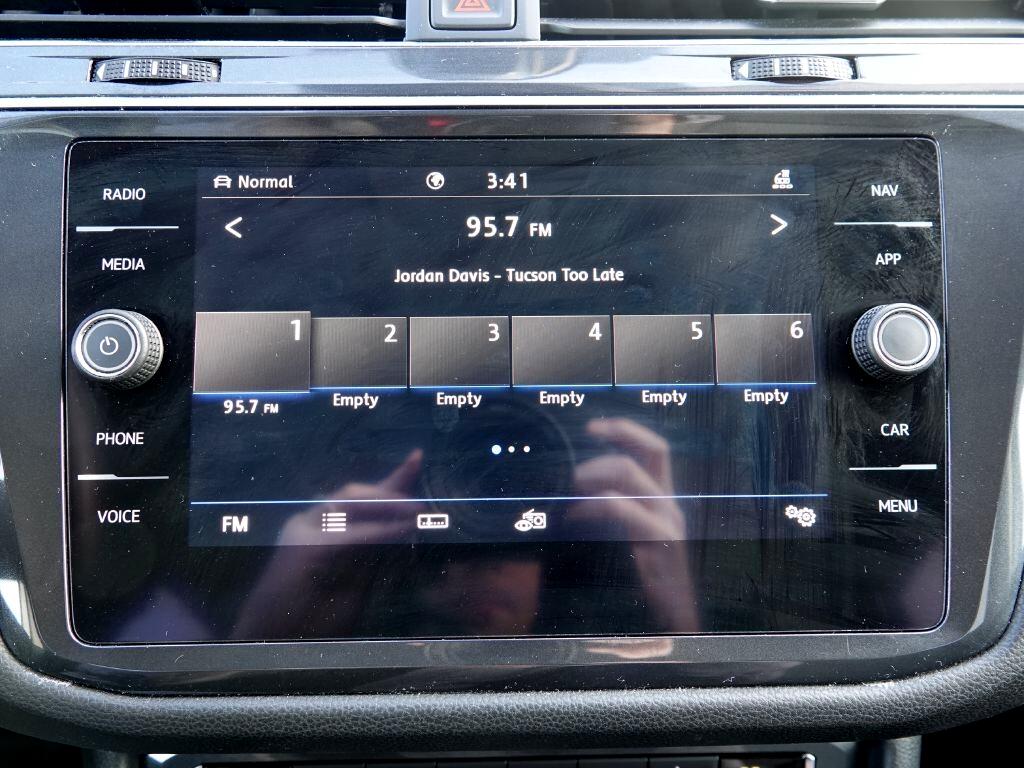 Normal
3:41
RADIO
MEDIA
PHONE
VOICE
< 95.7 FM >
Jordan Davis - Tucson Too Late
1 2 3 4 5 6
95.7 FM Empty Empty Empty Empty Empty
FM
NAV
APP
CAR
MENU